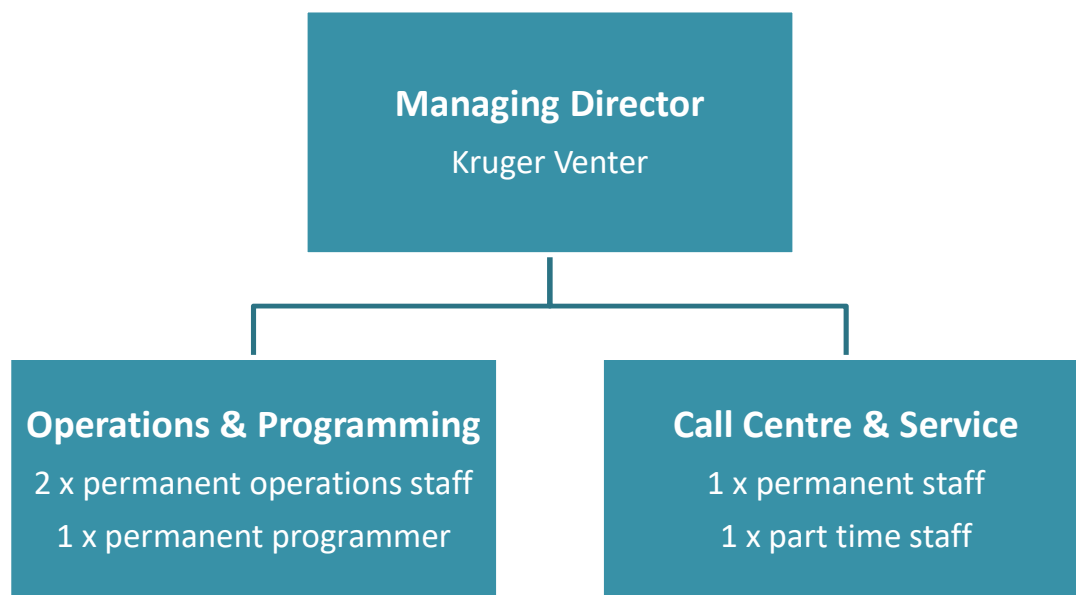 Managing Director
Kruger Venter
Operations & Programming
2 x permanent operations staff
1 x permanent programmer
Call Centre & Service
1 x permanent staff
1 x part time staff